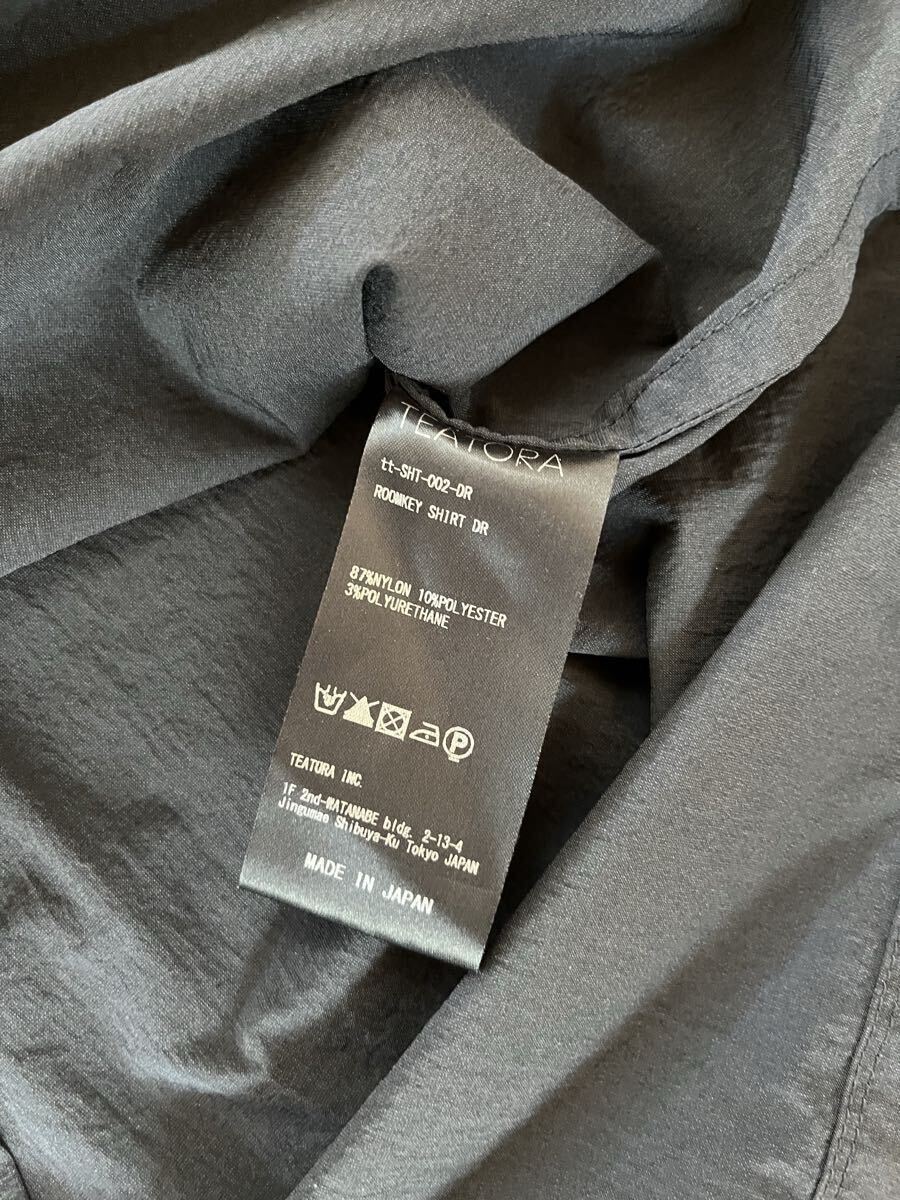 TEATORA
tt-SHT-002-DR
ROOMKEY SHIRT DR
87%NYLON 10%POLYESTER
3%POLYURETHANE
P
TEATORA INC.
1F 2nd-WATANABE bldg. 2-13-4
Jingumae Shibuya-Ku Tokyo JAPAN
MADE IN JAPAN